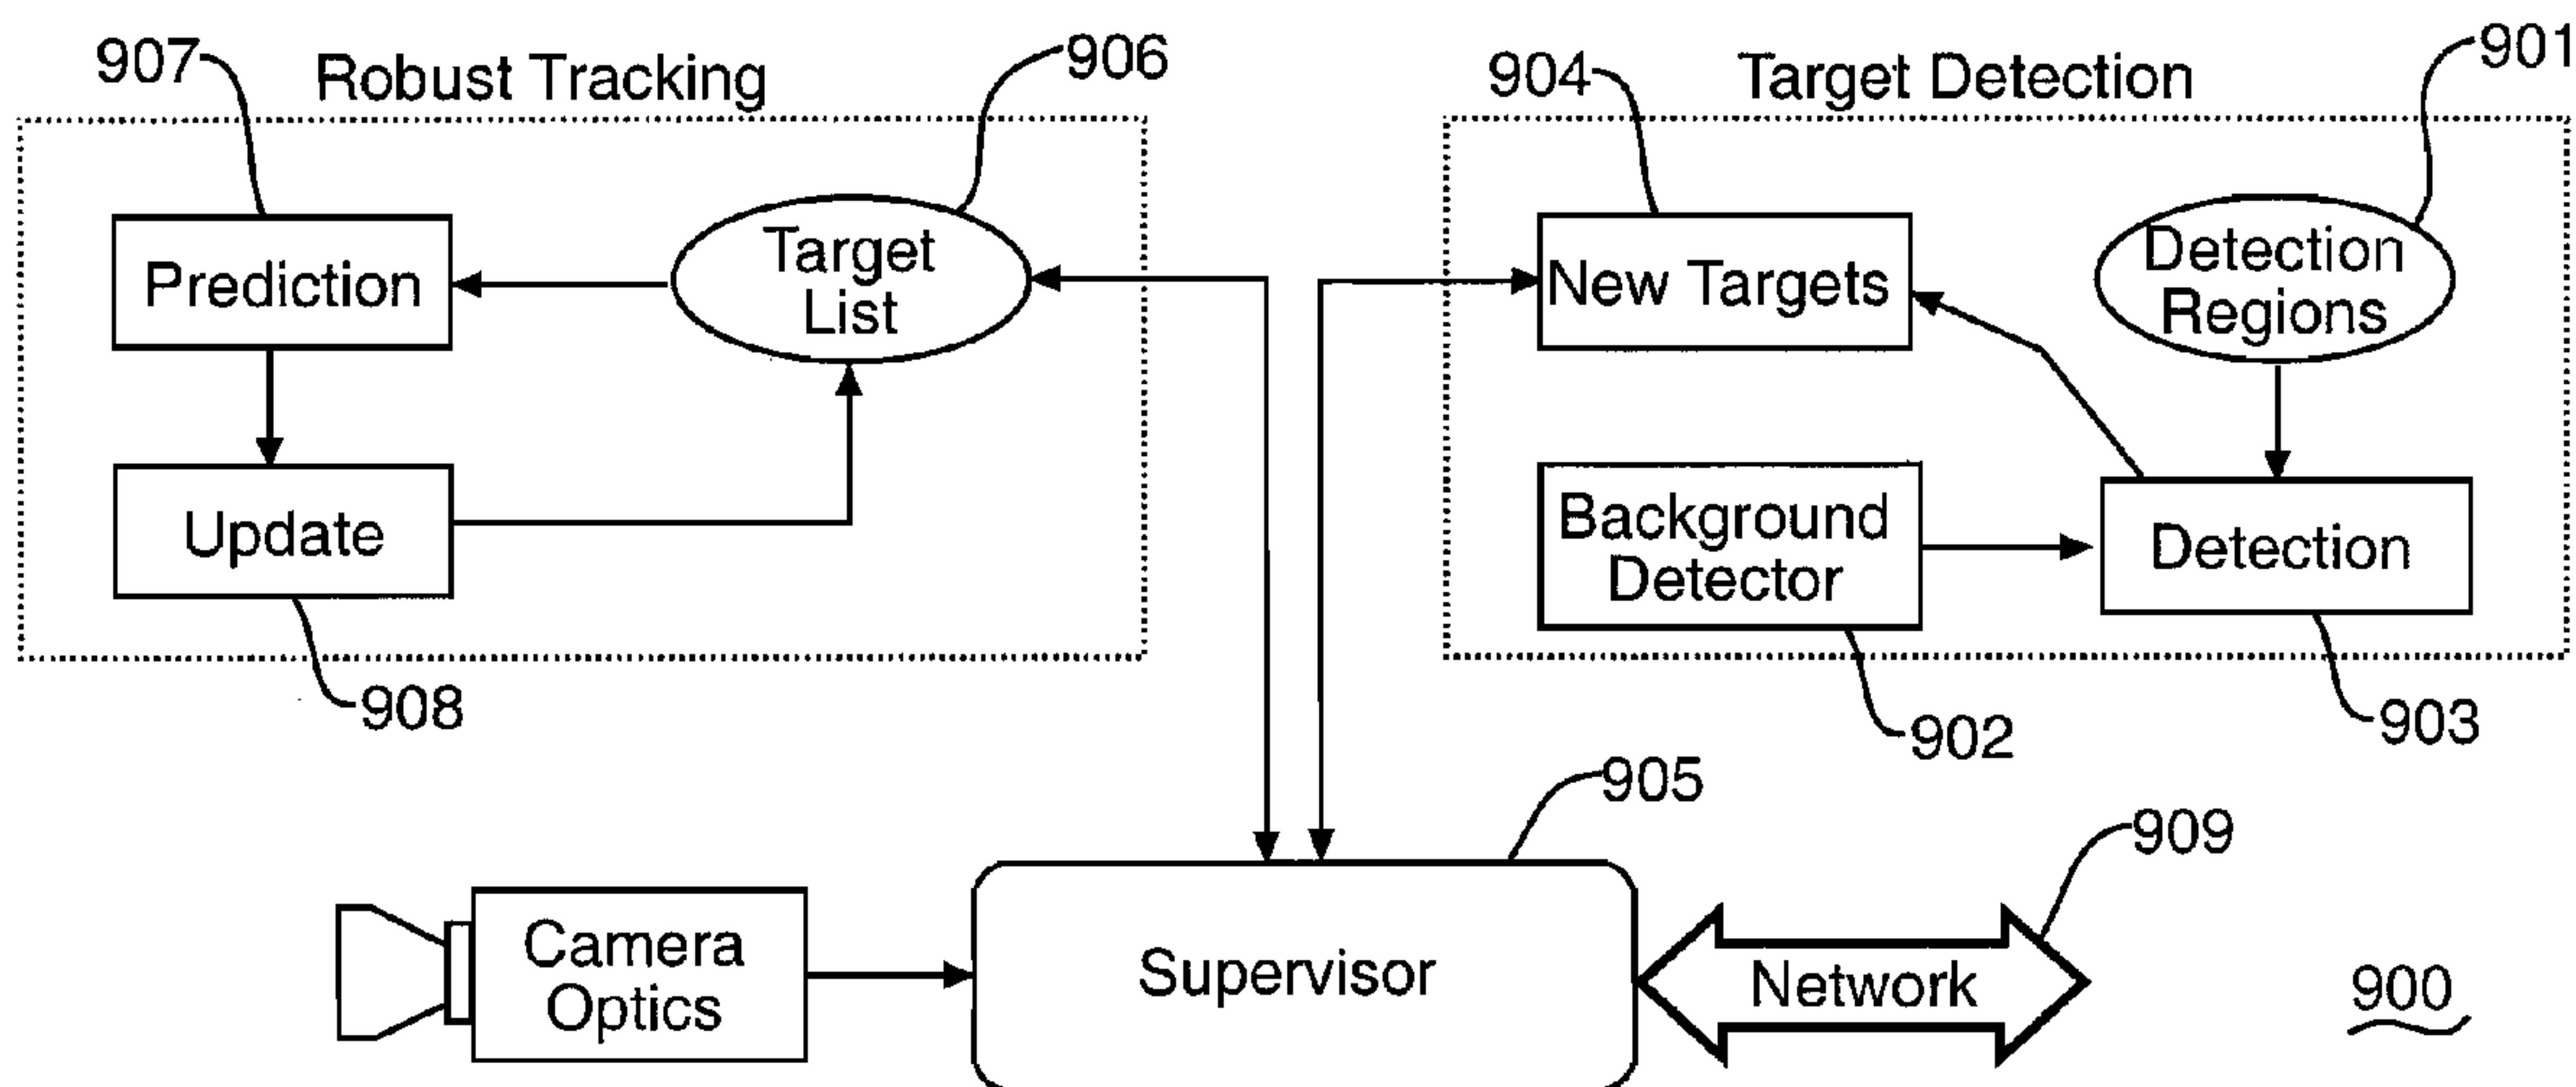 907
Robust Tracking
906
904
Target Detection
901
Prediction
Target
List
New Targets
Detection
Regions
Update
Background
Detector
Detection
908
902
903
905
909
Camera
Optics
Supervisor
Network
900